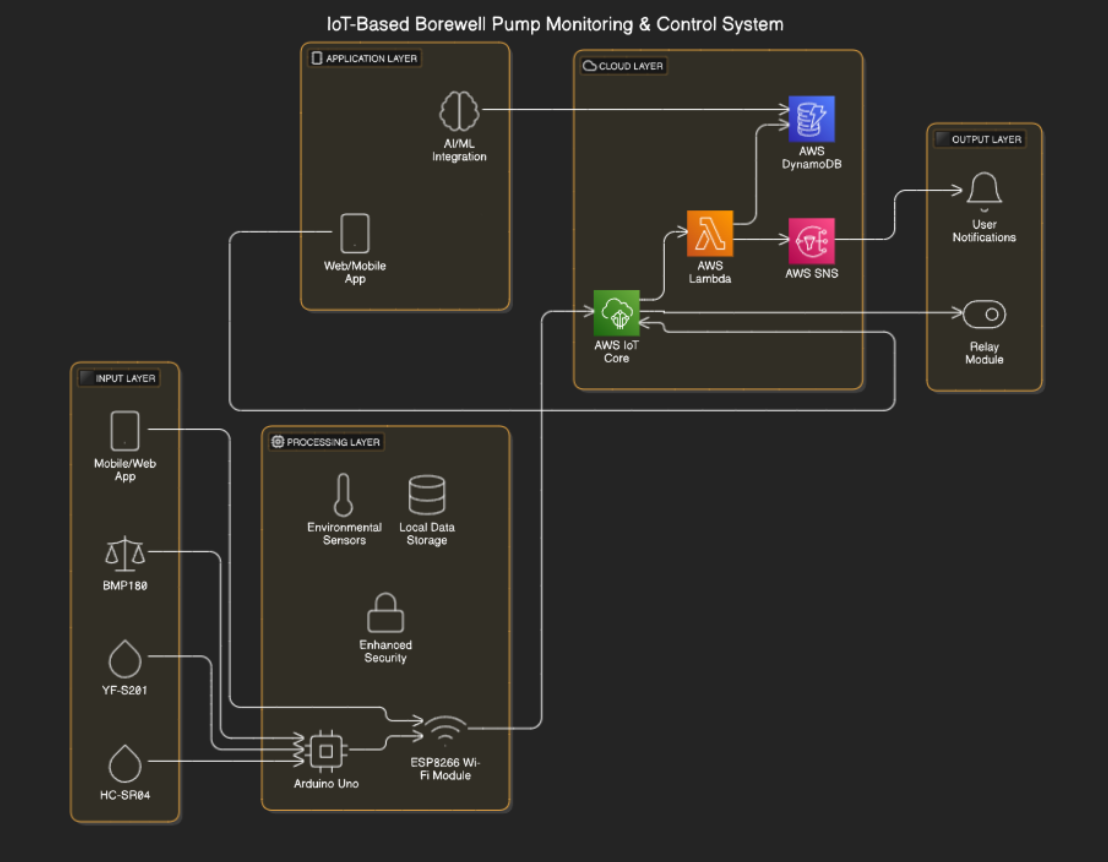 IoT-Based Borewell Pump Monitoring & Control System
APPLICATION LAYER
AI/ML
Integration
Web/Mobile
App
CLOUD LAYER
AWS
DynamoDB
AWS
Lambda
AWS SNS
AWS IoT
Core
OUTPUT LAYER
User
Notifications
Relay
Module
INPUT LAYER
Mobile/Web
App
BMP180
YF-S201
HC-SR04
PROCESSING LAYER
Environmental
Sensors
Local Data
Storage
Enhanced
Security
Arduino Uno
ESP8266 Wi-
Fi Module